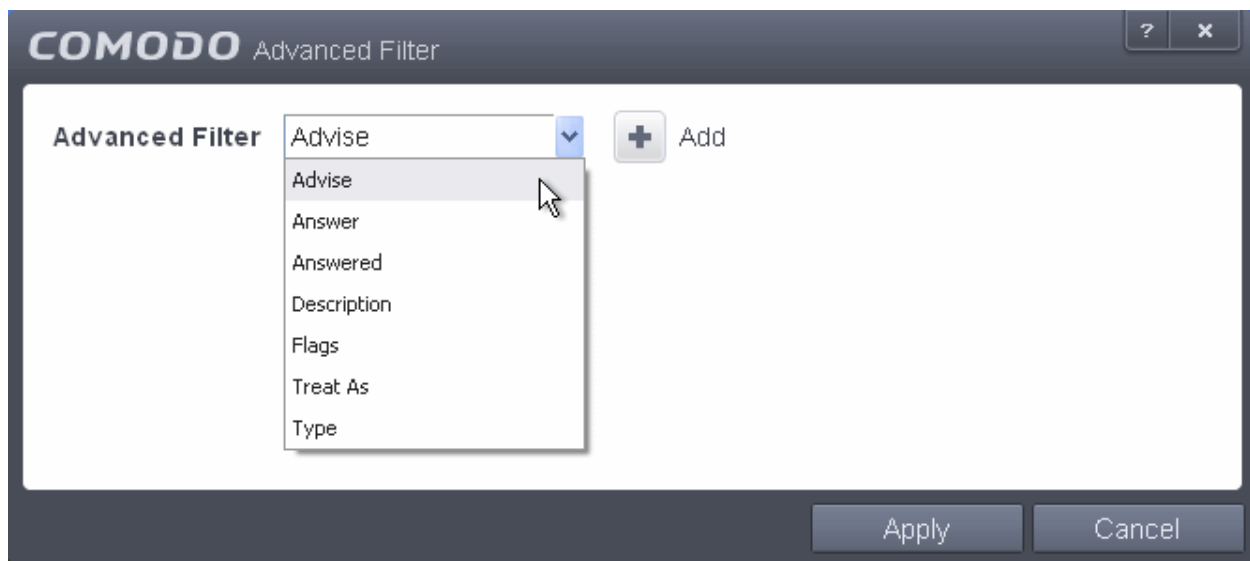 COMODO Advanced Filter ? x
Advanced Filter Advise + Add
Advise
Answer
Answered
Description
Flags
Treat As
Type
Apply Cancel